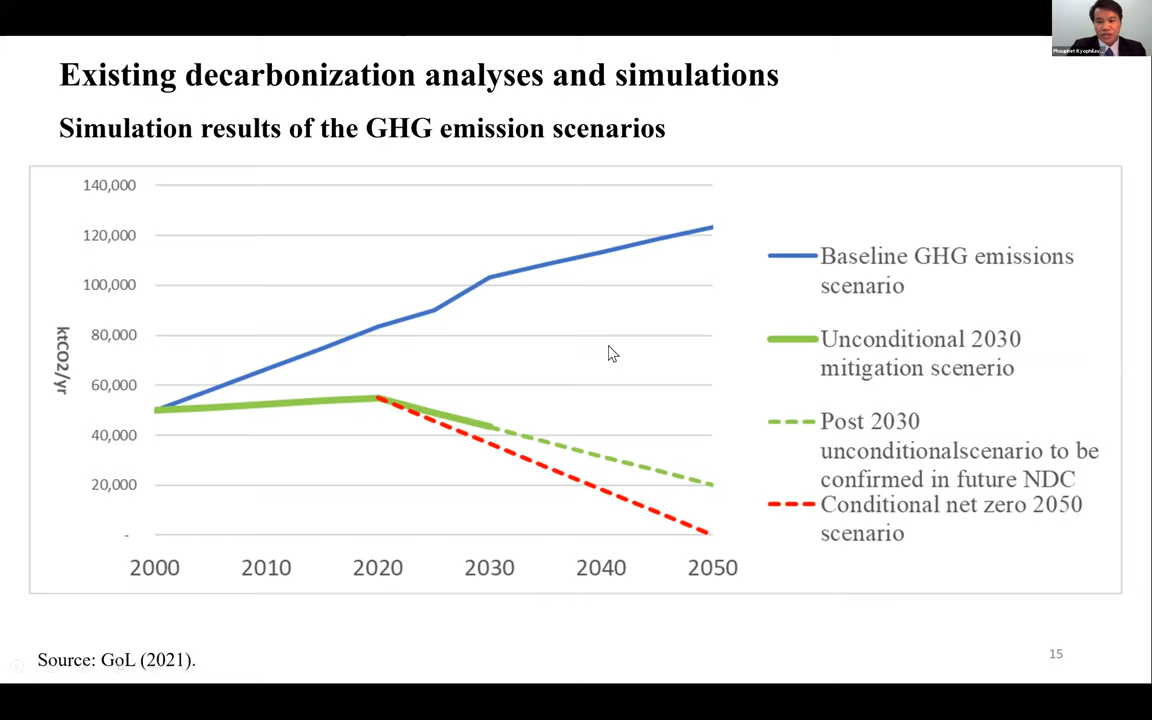 Existing decarbonization analyses and simulations
Simulation results of the GHG emission scenarios
140,000
120,000
100,000
80,000
60,000
40,000
20,000
-
ktCO2/yr
2000 2010 2020 2030 2040 2050
Baseline GHG emissions
scenario
Unconditional 2030
mitigation scenerio
Post 2030
unconditionalscenario to be
confirmed in future NDC
Conditional net zero 2050
scenario
Source: GoL (2021).
15